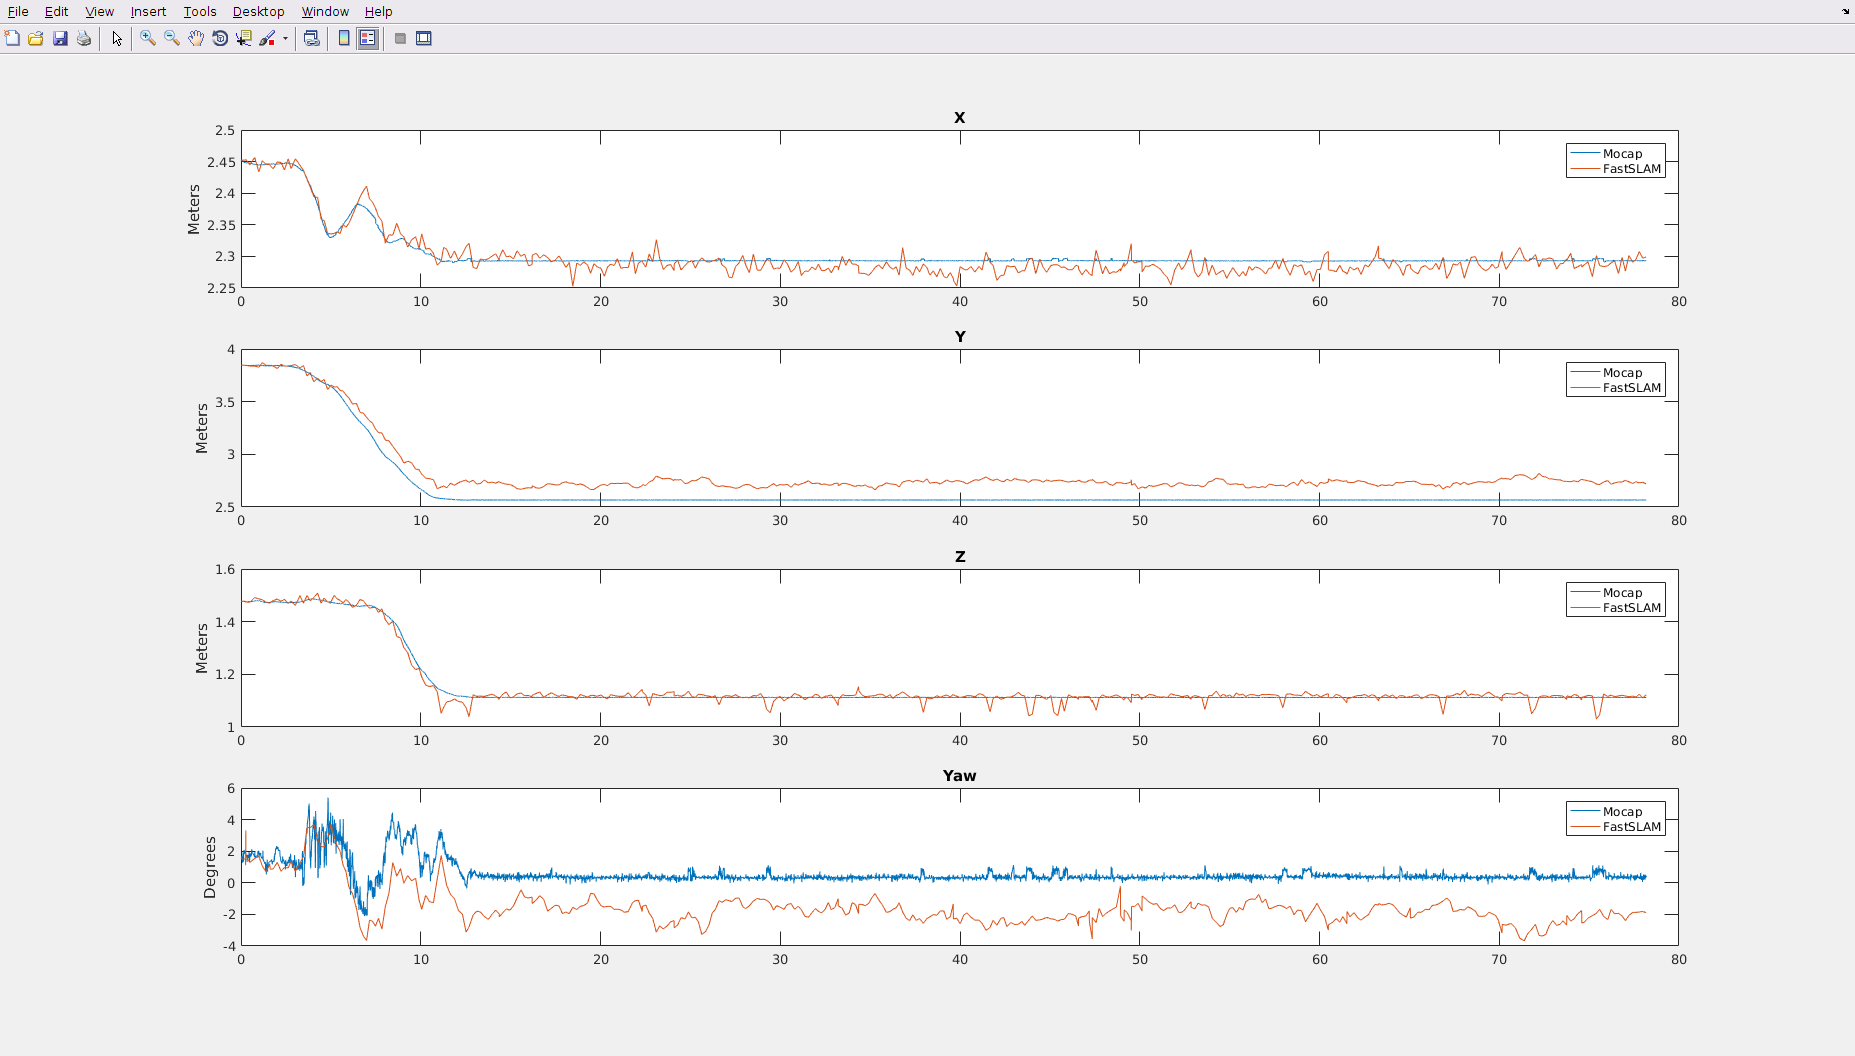 File Edit View Insert Tools Desktop Window Help
X
2.5
2.45
2.4
2.35
2.3
2.25
Meters
0 10 20 30 40 50 60 70 80
Mocap
FastSLAM
Y
4
3.5
3
2.5
Meters
0 10 20 30 40 50 60 70 80
Mocap
FastSLAM
Z
1.6
1.4
1.2
1
Meters
0 10 20 30 40 50 60 70 80
Mocap
FastSLAM
Yaw
6
4
2
0
-2
-4
Degrees
0 10 20 30 40 50 60 70 80
Mocap
FastSLAM